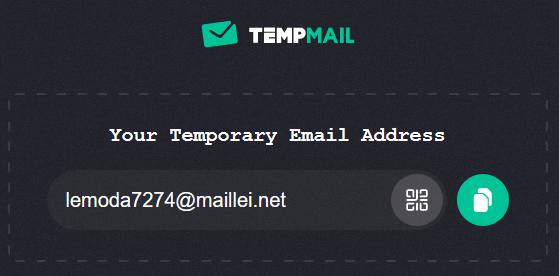 TEMPMAIL
Your Temporary Email Address
lemoda7274@maillei.net